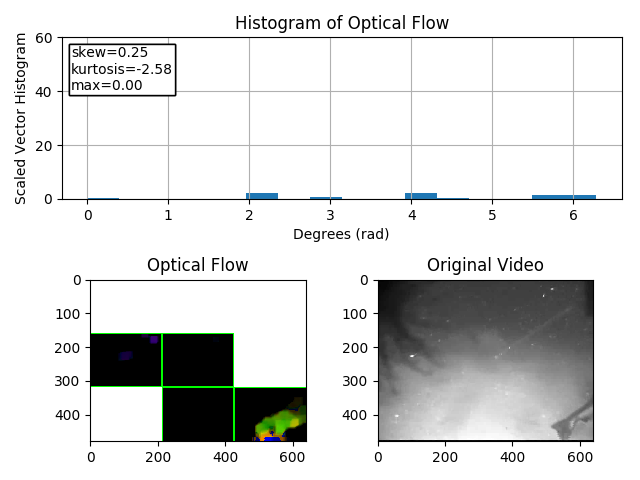 Histogram of Optical Flow
skew=0.25
kurtosis=-2.58
max=0.00
Scaled Vector Histogram
60
40
20
0
0 1 2 3 4 5 6
Degrees (rad)
Optical Flow
0
100
200
300
400
0 200 400 600
Original Video
0
100
200
300
400
0 200 400 600